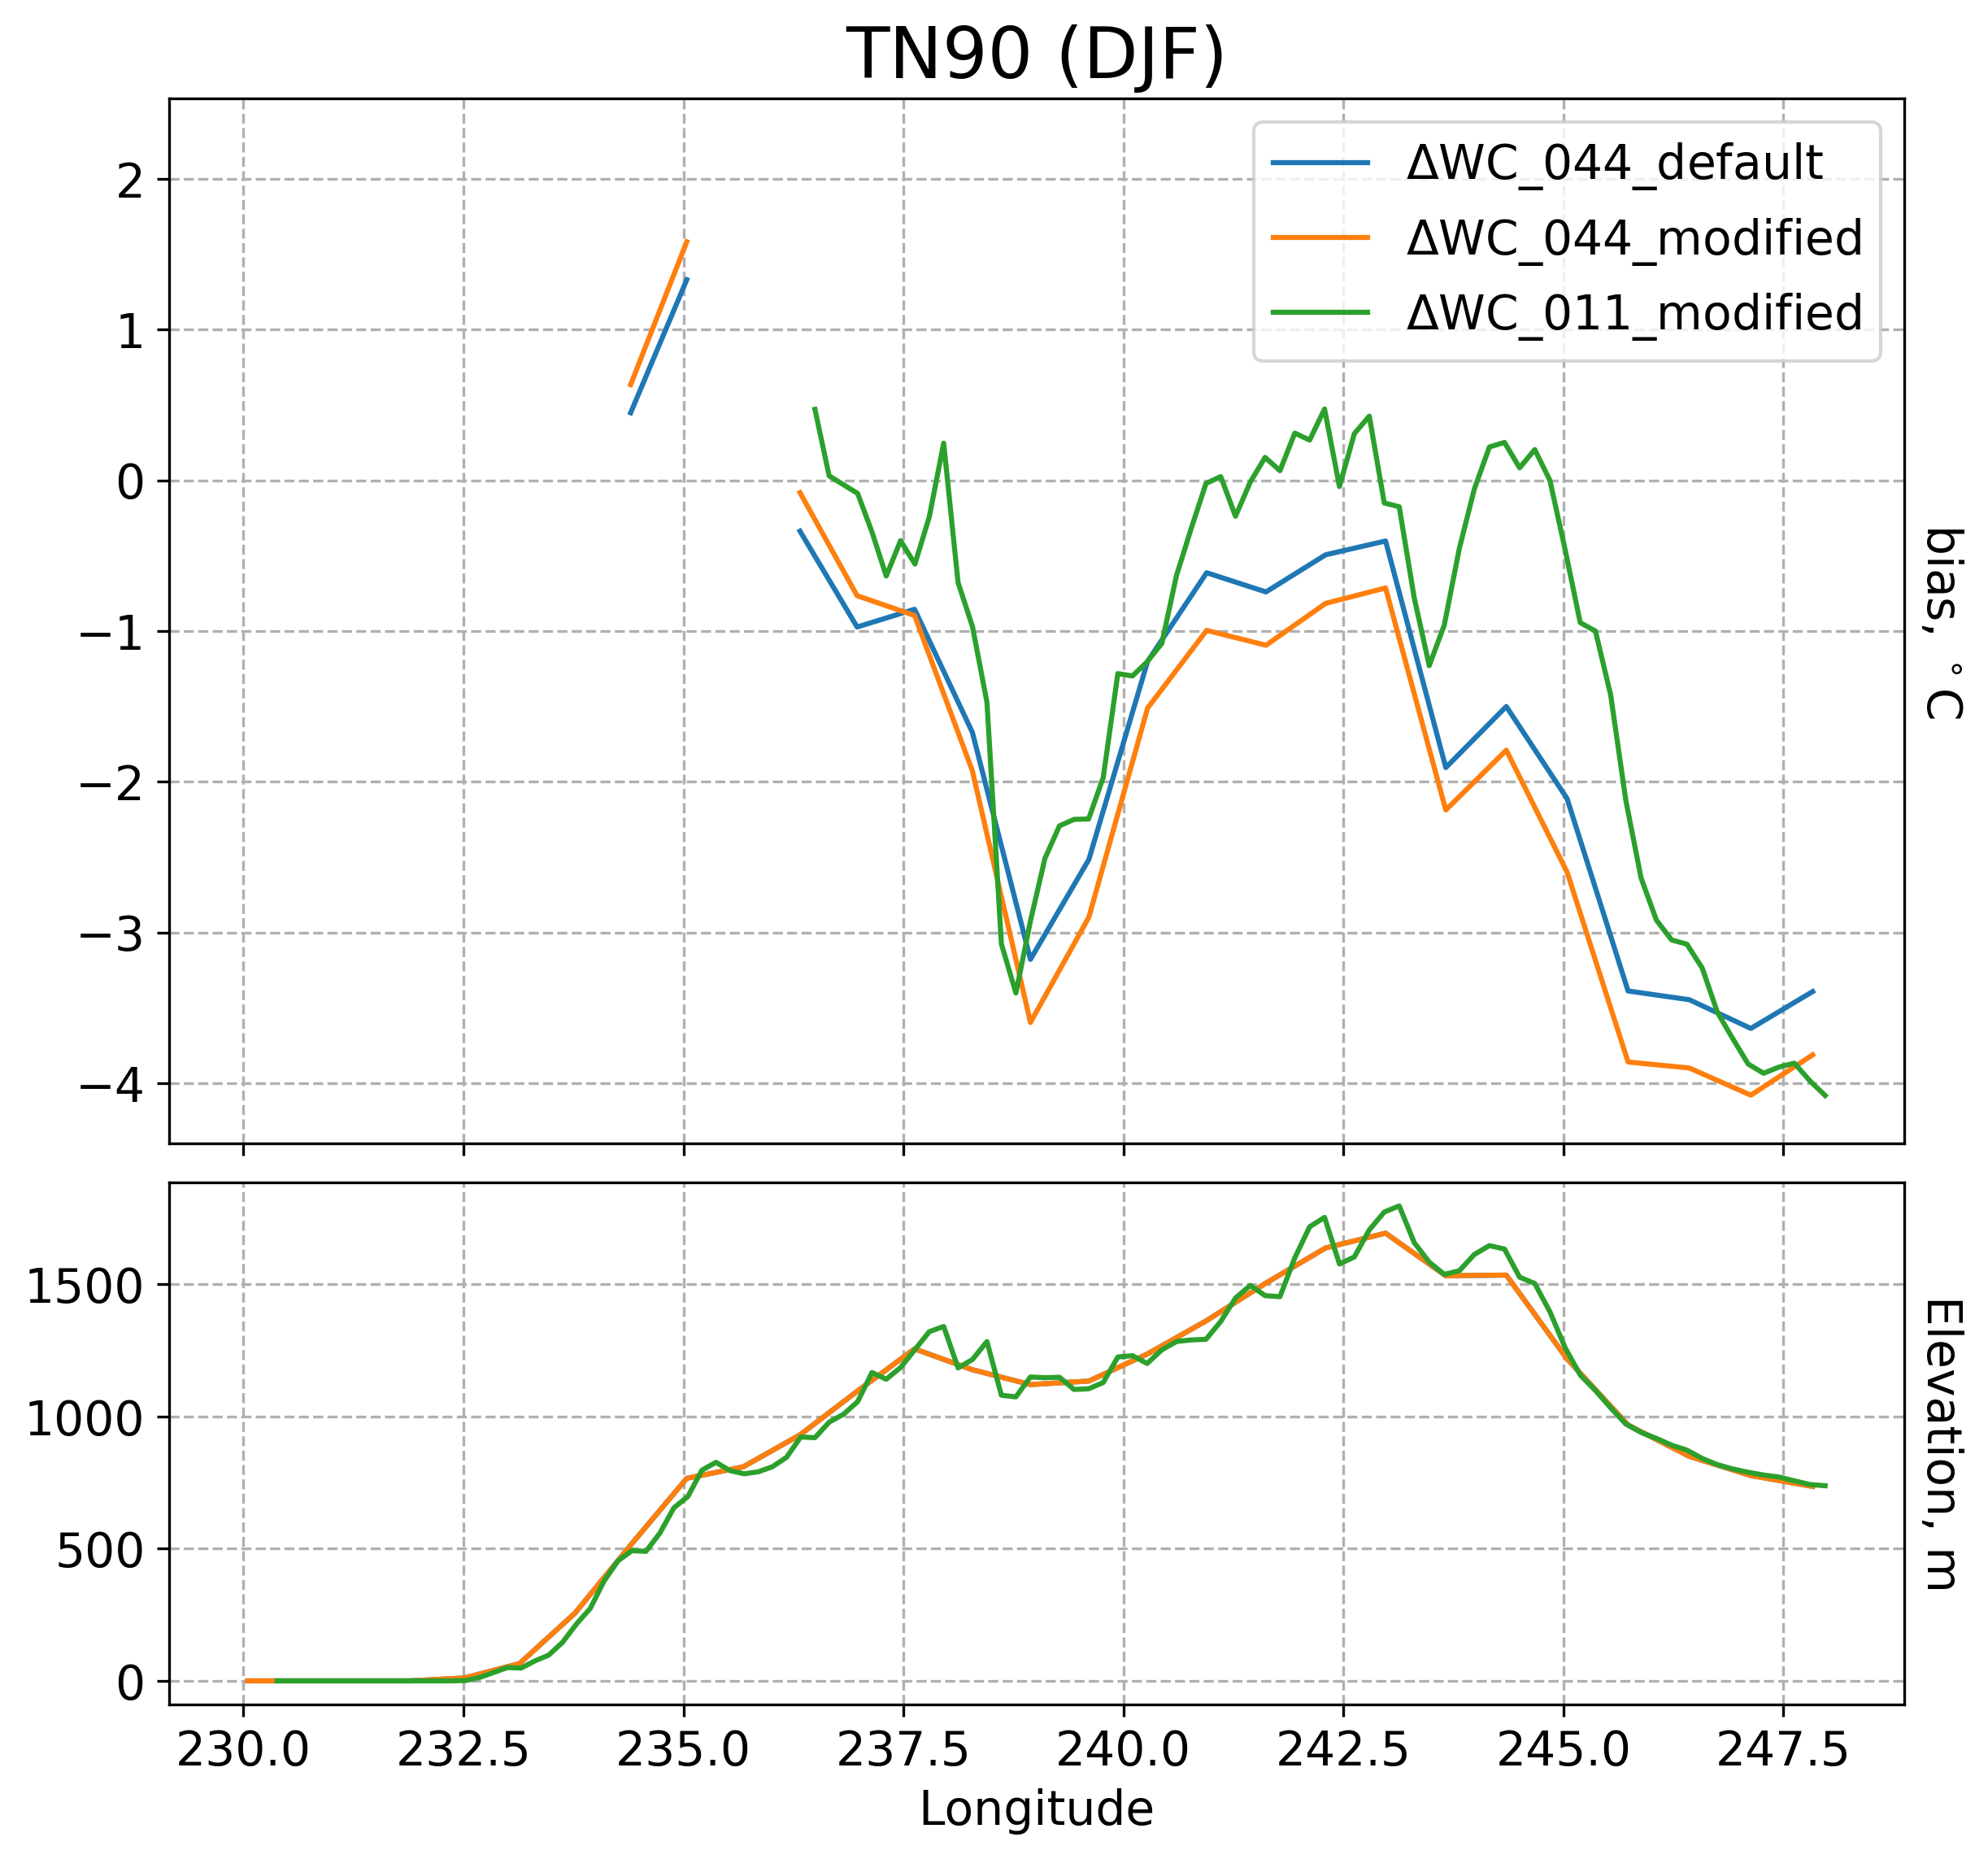 TN90 (DJF)
ΔWC_044_default
ΔWC_044_modified
ΔWC_011_modified
2
1
0
−1
−2
−3
−4
bias, °C
1500
1000
500
0
Elevation, m
230.0 232.5 235.0 237.5 240.0 242.5 245.0 247.5
Longitude